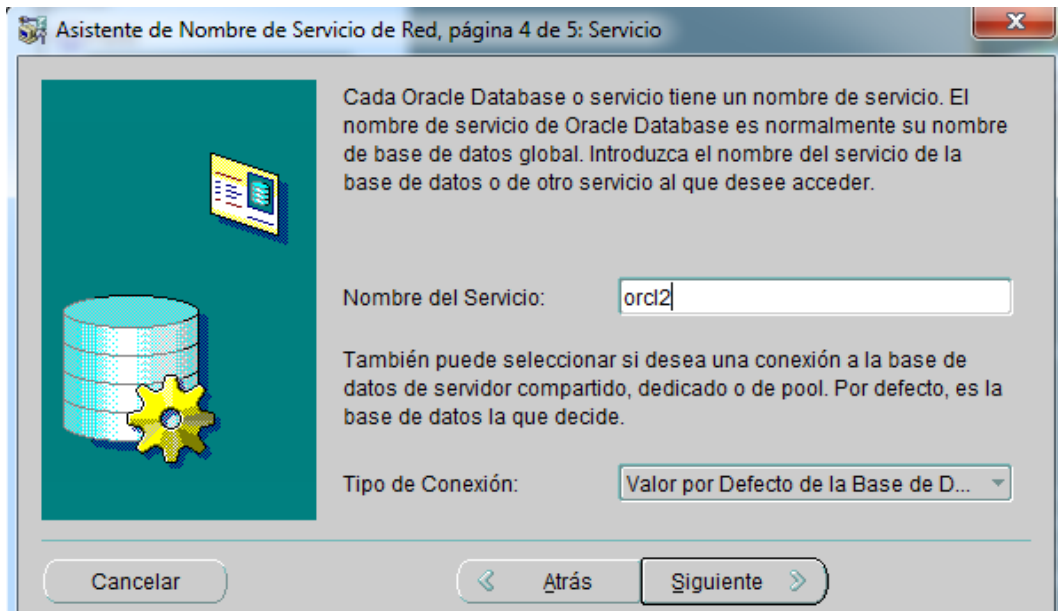 Asistente de Nombre de Servicio de Red, página 4 de 5: Servicio
Cada Oracle Database o servicio tiene un nombre de servicio. El
nombre de servicio de Oracle Database es normalmente su nombre
de base de datos global. Introduzca el nombre del servicio de la
base de datos o de otro servicio al que desee acceder.
Nombre del Servicio: orcl2
También puede seleccionar si desea una conexión a la base de
datos de servidor compartido, dedicado o de pool. Por defecto, es la
base de datos la que decide.
Tipo de Conexión: Valor por Defecto de la Base de D...
Cancelar Atrás Siguiente